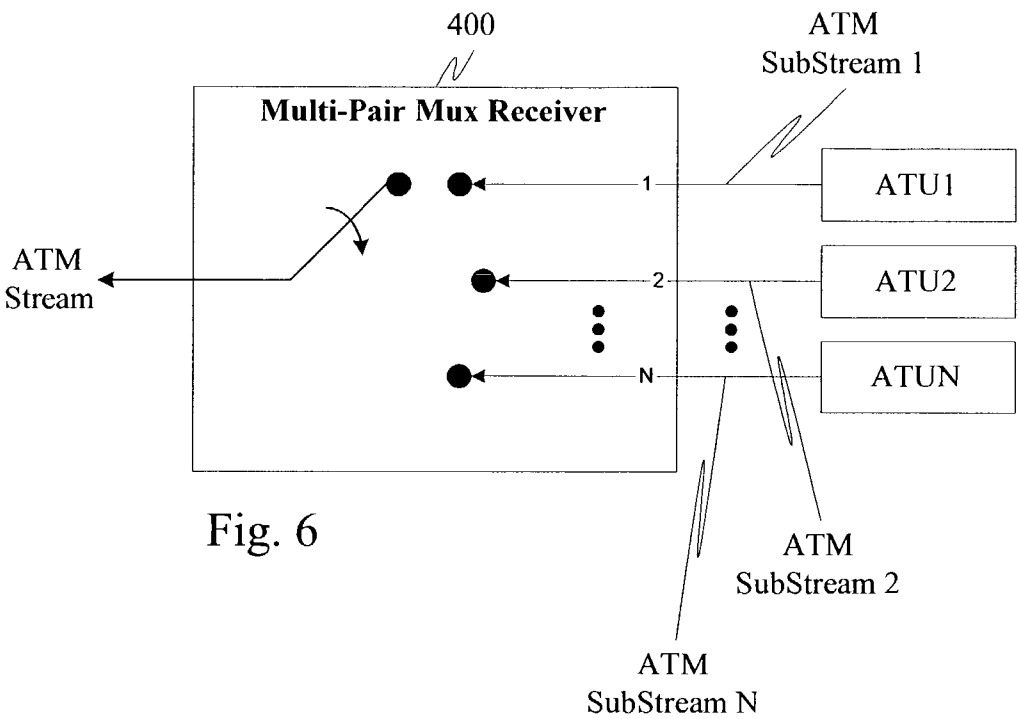 400
ATM
SubStream 1
Multi-Pair Mux Receiver
1
ATU1
ATM
Stream
2
ATU2
N
ATUN
Fig. 6
ATM
SubStream 2
ATM
SubStream N